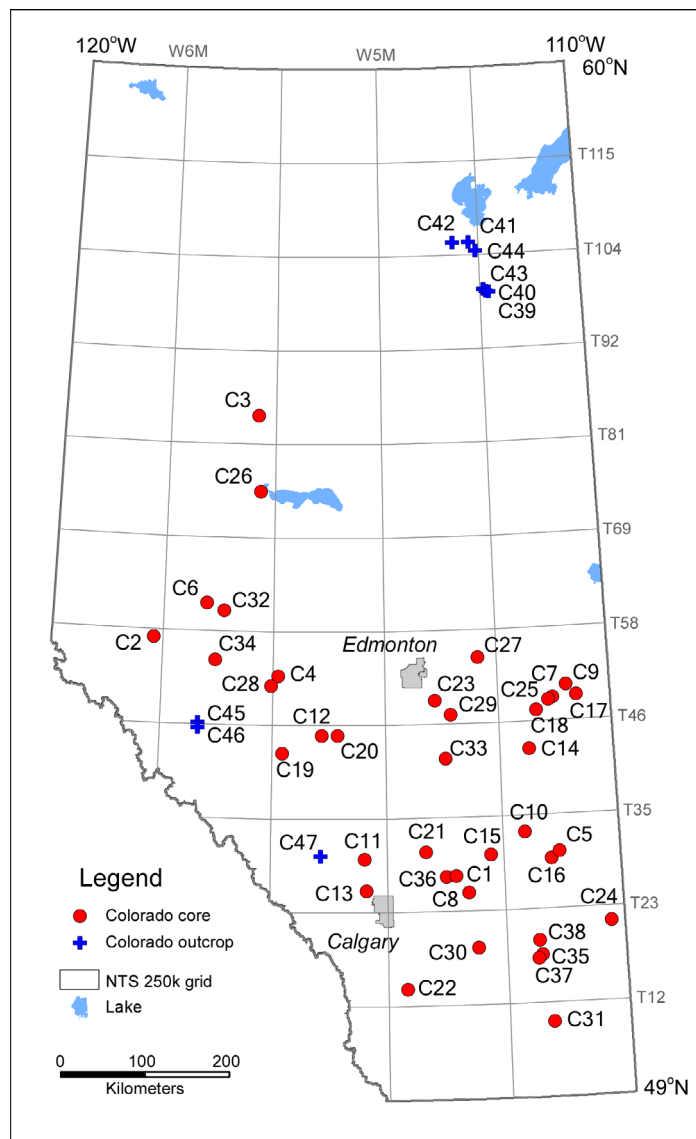 120°W
W6M
W5M
110°W
60°N
T115
C42
C41
C44
T104
C43
C40
C39
T92
C3
T81
C26
T69
C6
C32
T58
C2
C34
Edmonton
C27
C4
C28
C23
C29
C25
C7
C9
C17
C18
T46
C45
C46
C12
C20
C19
C33
C14
T35
C10
C47
C11
C21
C15
C5
C16
C36
C1
C8
C13
C24
T23
Calgary
C30
C38
C35
C37
C22
T12
C31
49°N
Legend
Colorado core
Colorado outcrop
NTS 250k grid
Lake
0 100 200
Kilometers